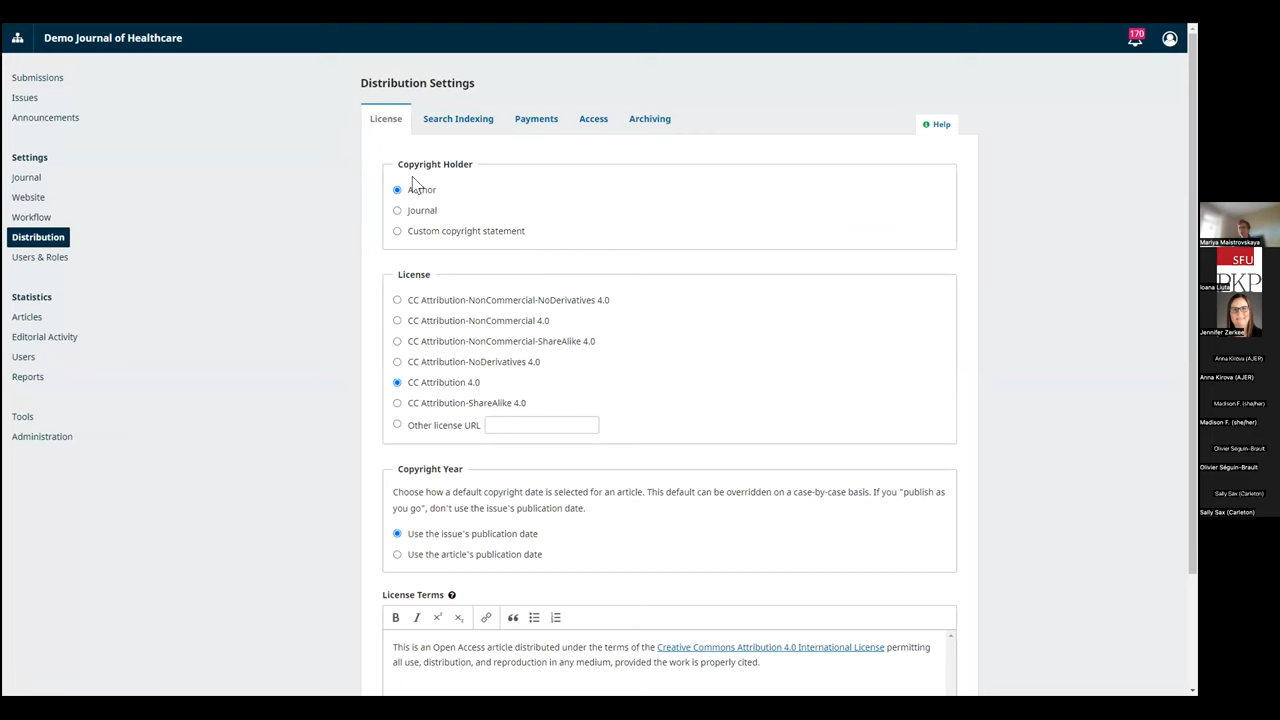 Demo Journal of Healthcare
170
Submissions
Issues
Announcements
Settings
Journal
Website
Workflow
Distribution
Users & Roles
Statistics
Articles
Editorial Activity
Users
Reports
Tools
Administration
Distribution Settings
License
Search Indexing
Payments
Access
Archiving
Help
Copyright Holder
Author
Journal
Custom copyright statement
License
CC Attribution-NonCommercial-NoDerivatives 4.0
CC Attribution-NonCommercial 4.0
CC Attribution-NonCommercial-ShareAlike 4.0
CC Attribution-NoDerivatives 4.0
CC Attribution 4.0
CC Attribution-ShareAlike 4.0
Other license URL
Copyright Year
Choose how a default copyright date is selected for an article. This default can be overridden on a case-by-case basis. If you "publish as
you go", don't use the issue's publication date.
Use the issue's publication date
Use the article's publication date
License Terms
This is an Open Access article distributed under the terms of the Creative Commons Attribution 4.0 International License permitting
all use, distribution, and reproduction in any medium, provided the work is properly cited.
Mariya Maistrovskaya
SFU
PKP
Ioana Liuta
Jennifer Zerkee
Anna Kirova (AJER)
Anna Kirova (AJER)
Madison F. (she/her)
Madison F. (she/her)
Olivier Séguin-Brault
Olivier Séguin-Brault
Sally Sax (Carleton)
Sally Sax (Carleton)